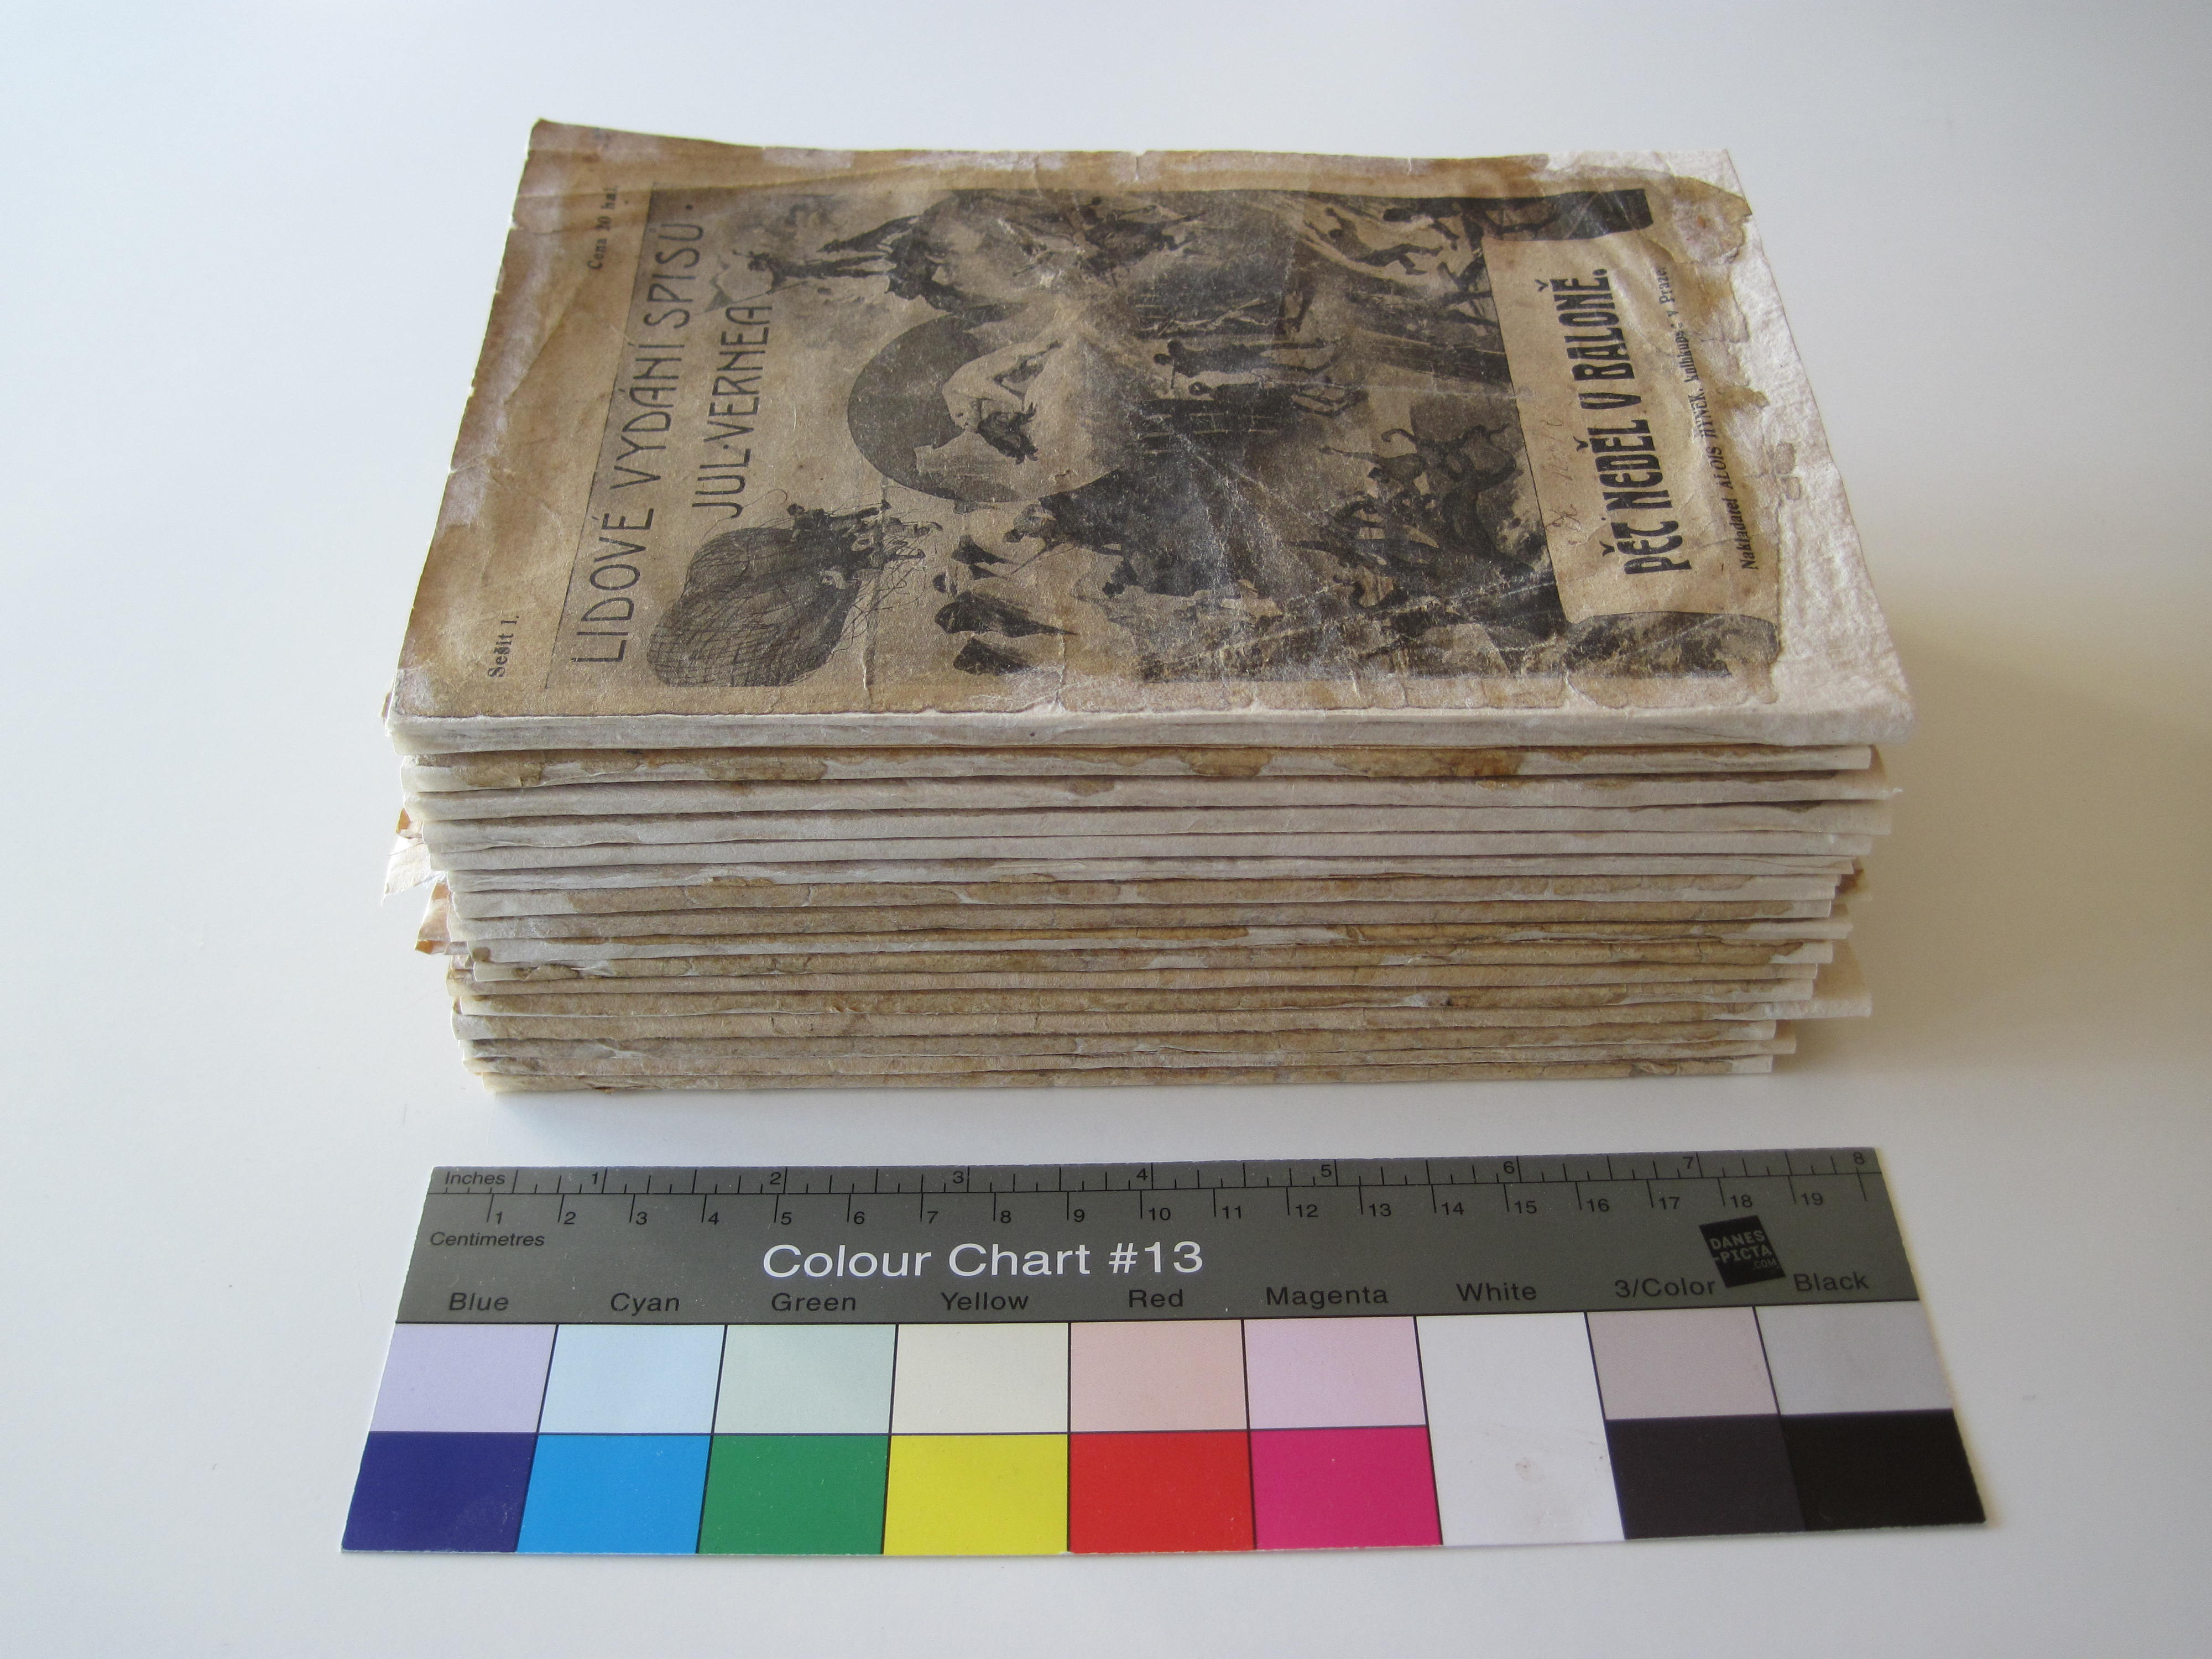 Sešit 1.
Cena 20 hal.
LIDOVÉ VYDÁNÍ SPISŮ
JUL·VERNEA
PĚT NEDĚL V BALONĚ.
Nakladatel ALOIS HYNEK, knihkupec v Praze.
Inches 1 2 3 4 5 6 7 8
1 2 3 4 5 6 7 8 9 10 11 12 13 14 15 16 17 18 19
Centimetres
Colour Chart #13
DANES
-PICTA
.COM
Blue Cyan Green Yellow Red Magenta White 3/Color Black